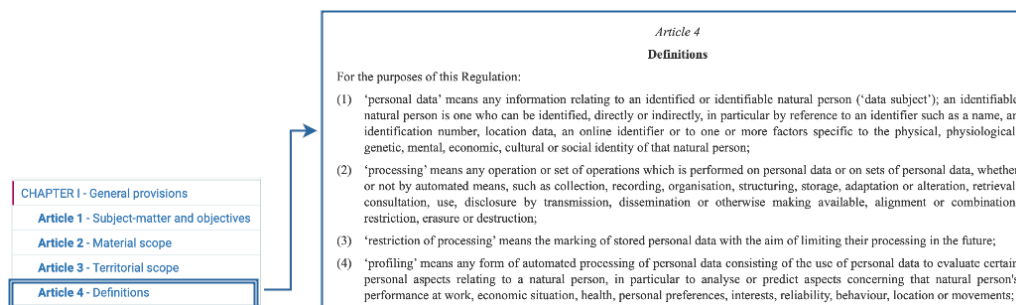 CHAPTER I - General provisions
Article 1 - Subject-matter and objectives
Article 2 - Material scope
Article 3 - Territorial scope
Article 4 - Definitions
Article 4
Definitions
For the purposes of this Regulation:
(1) ‘personal data’ means any information relating to an identified or identifiable natural person (‘data subject’); an identifiable
natural person is one who can be identified, directly or indirectly, in particular by reference to an identifier such as a name, an
identification number, location data, an online identifier or to one or more factors specific to the physical, physiological
genetic, mental, economic, cultural or social identity of that natural person;
(2) ‘processing’ means any operation or set of operations which is performed on personal data or on sets of personal data, whether
or not by automated means, such as collection, recording, organisation, structuring, storage, adaptation or alteration, retrieval
consultation, use, disclosure by transmission, dissemination or otherwise making available, alignment or combination
restriction, erasure or destruction;
(3) ‘restriction of processing’ means the marking of stored personal data with the aim of limiting their processing in the future;
(4) ‘profiling’ means any form of automated processing of personal data consisting of the use of personal data to evaluate certain
personal aspects relating to a natural person, in particular to analyse or predict aspects concerning that natural person's
performance at work, economic situation, health, personal preferences, interests, reliability, behaviour, location or movements;